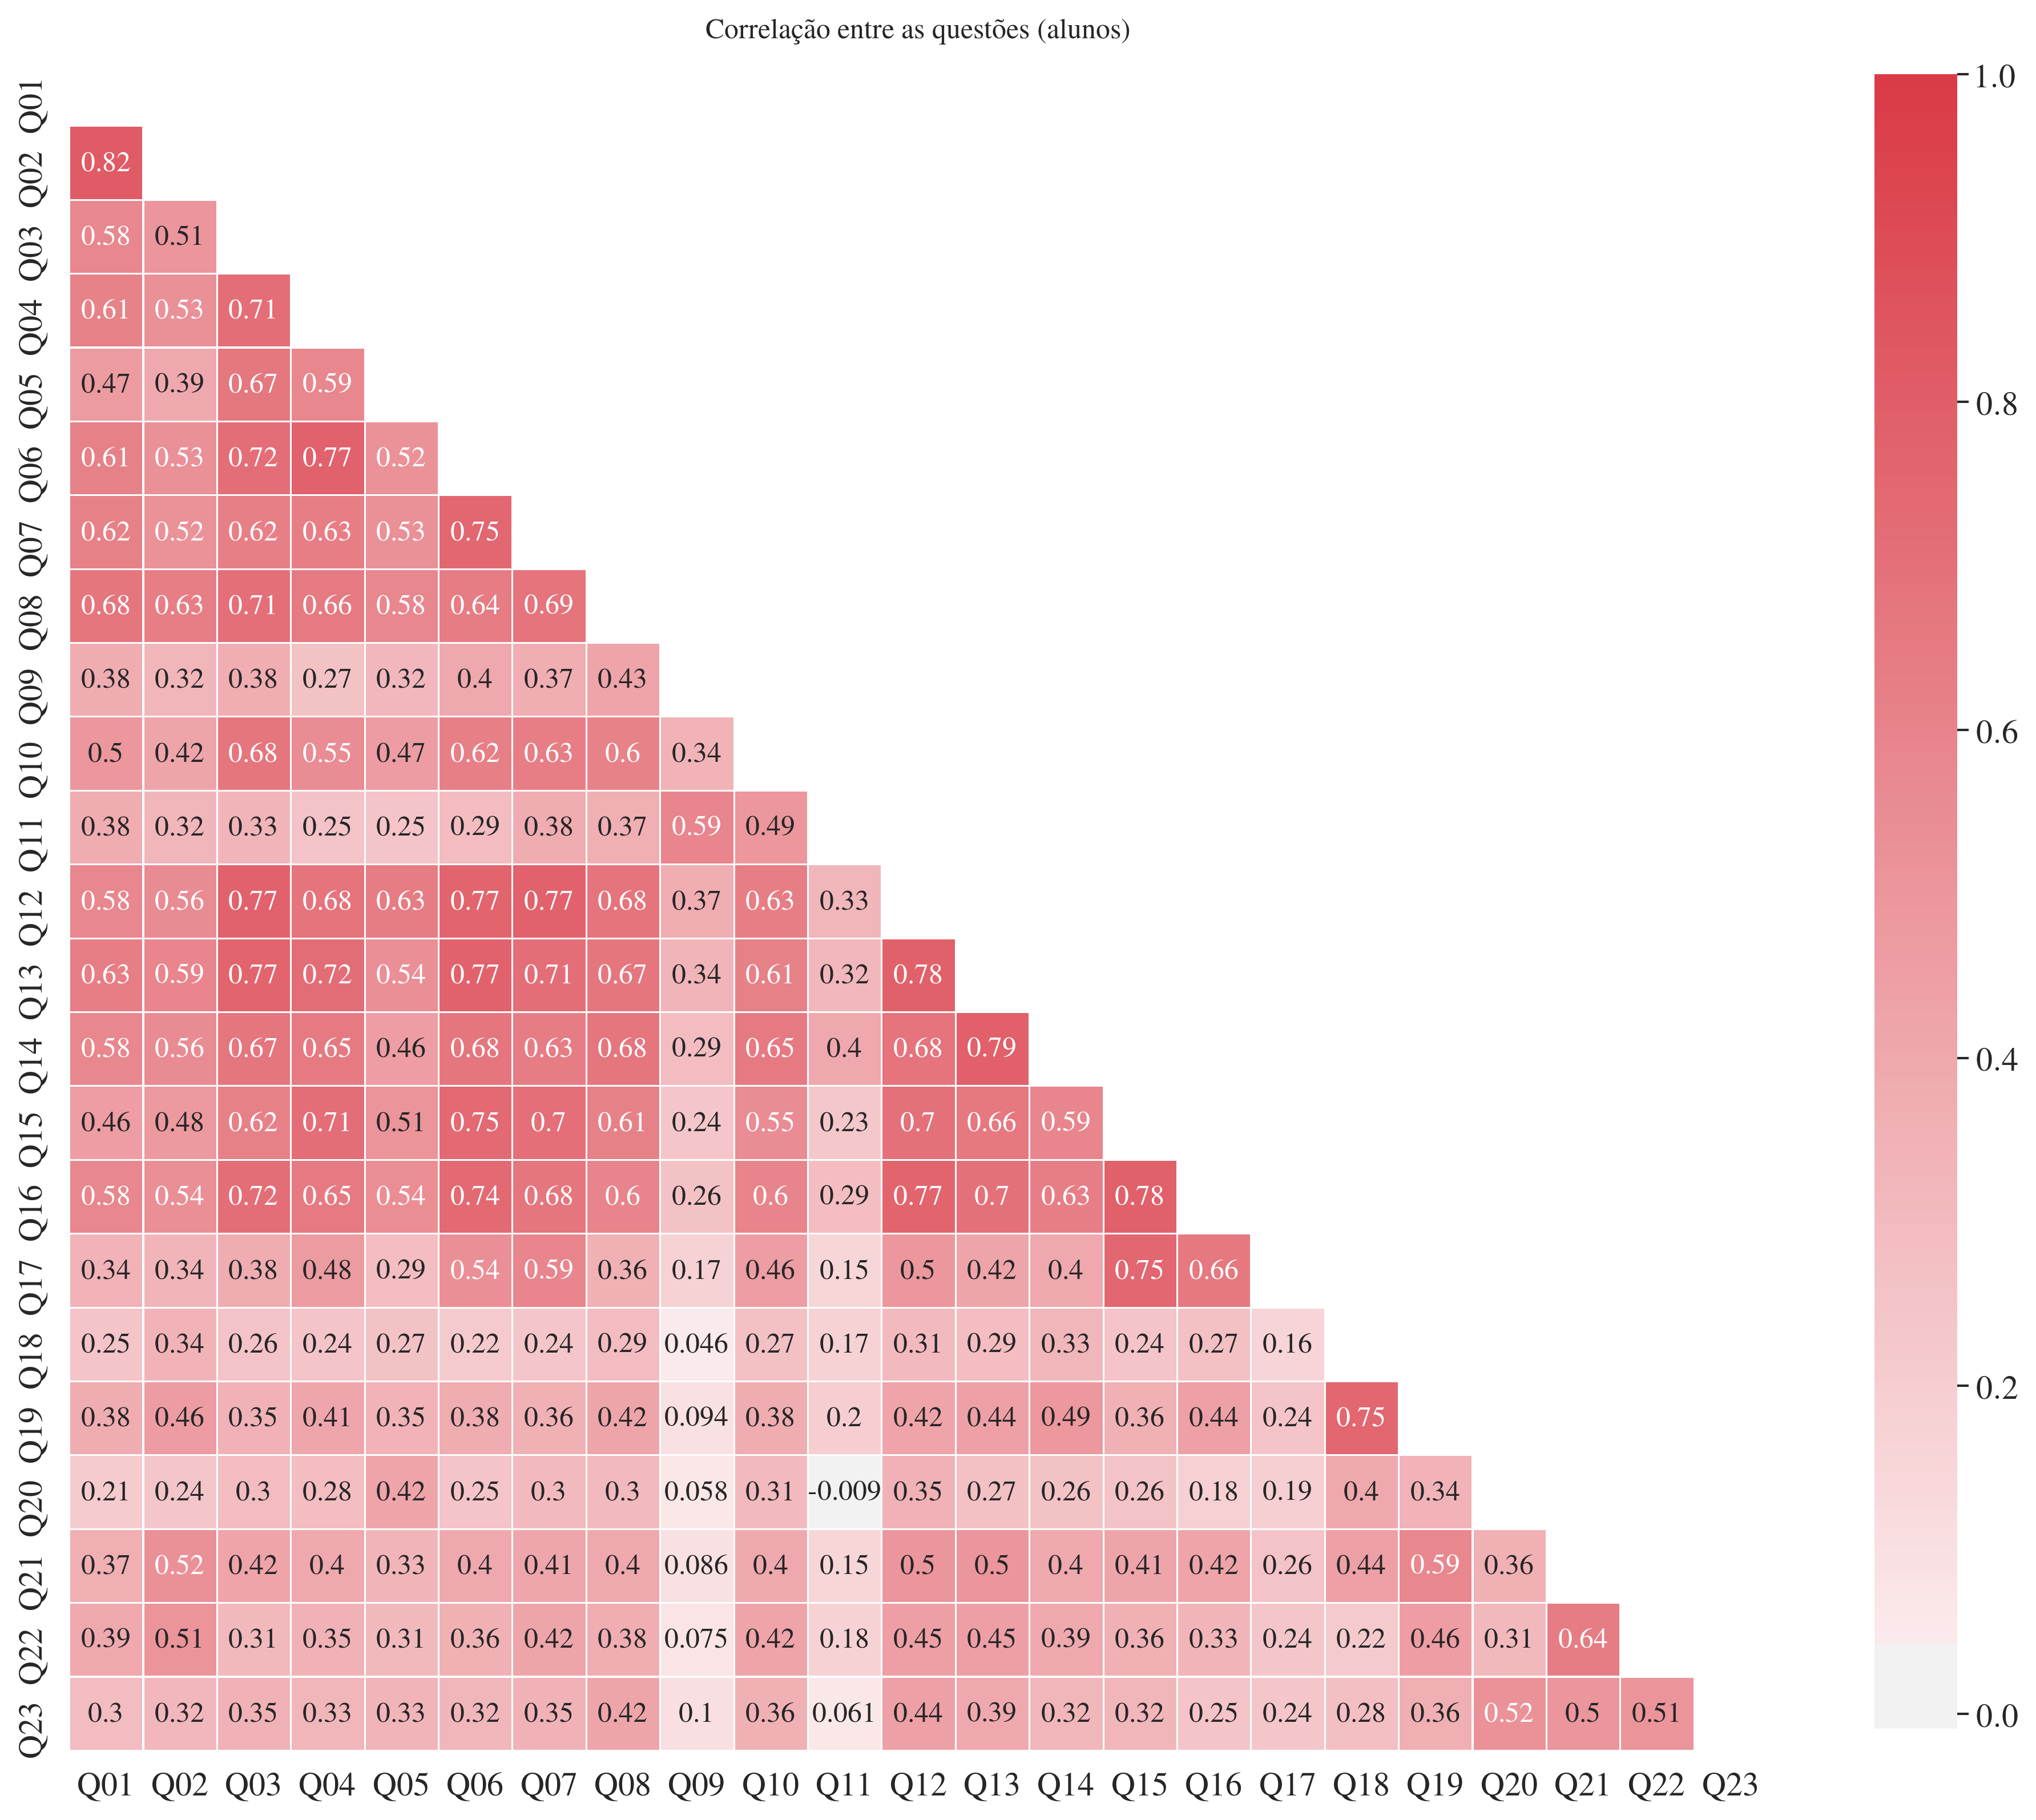 Correlação entre as questões (alunos)
Q01
Q02 0.82
Q03 0.58 0.51
Q04 0.61 0.53 0.71
Q05 0.47 0.39 0.67 0.59
Q06 0.61 0.53 0.72 0.77 0.52
Q07 0.62 0.52 0.62 0.63 0.53 0.75
Q08 0.68 0.63 0.71 0.66 0.58 0.64 0.69
Q09 0.38 0.32 0.38 0.27 0.32 0.4 0.37 0.43
Q10 0.5 0.42 0.68 0.55 0.47 0.62 0.63 0.6 0.34
Q11 0.38 0.32 0.33 0.25 0.25 0.29 0.38 0.37 0.59 0.49
Q12 0.58 0.56 0.77 0.68 0.63 0.77 0.77 0.68 0.37 0.63 0.33
Q13 0.63 0.59 0.77 0.72 0.54 0.77 0.71 0.67 0.34 0.61 0.32 0.78
Q14 0.58 0.56 0.67 0.65 0.46 0.68 0.63 0.68 0.29 0.65 0.4 0.68 0.79
Q15 0.46 0.48 0.62 0.71 0.51 0.75 0.7 0.61 0.24 0.55 0.23 0.7 0.66 0.59
Q16 0.58 0.54 0.72 0.65 0.54 0.74 0.68 0.6 0.26 0.6 0.29 0.77 0.7 0.63 0.78
Q17 0.34 0.34 0.38 0.48 0.29 0.54 0.59 0.36 0.17 0.46 0.15 0.5 0.42 0.4 0.75 0.66
Q18 0.25 0.34 0.26 0.24 0.27 0.22 0.24 0.29 0.046 0.27 0.17 0.31 0.29 0.33 0.24 0.27 0.16
Q19 0.38 0.46 0.35 0.41 0.35 0.38 0.36 0.42 0.094 0.38 0.2 0.42 0.44 0.49 0.36 0.44 0.24 0.75
Q20 0.21 0.24 0.3 0.28 0.42 0.25 0.3 0.3 0.058 0.31 -0.009 0.35 0.27 0.26 0.26 0.18 0.19 0.4 0.34
Q21 0.37 0.52 0.42 0.4 0.33 0.4 0.41 0.4 0.086 0.4 0.15 0.5 0.5 0.4 0.41 0.42 0.26 0.44 0.59 0.36
Q22 0.39 0.51 0.31 0.35 0.31 0.36 0.42 0.38 0.075 0.42 0.18 0.45 0.45 0.39 0.36 0.33 0.24 0.22 0.46 0.31 0.64
Q23 0.3 0.32 0.35 0.33 0.33 0.32 0.35 0.42 0.1 0.36 0.061 0.44 0.39 0.32 0.32 0.25 0.24 0.28 0.36 0.52 0.5 0.51
Q01 Q02 Q03 Q04 Q05 Q06 Q07 Q08 Q09 Q10 Q11 Q12 Q13 Q14 Q15 Q16 Q17 Q18 Q19 Q20 Q21 Q22 Q23
1.0
0.8
0.6
0.4
0.2
0.0